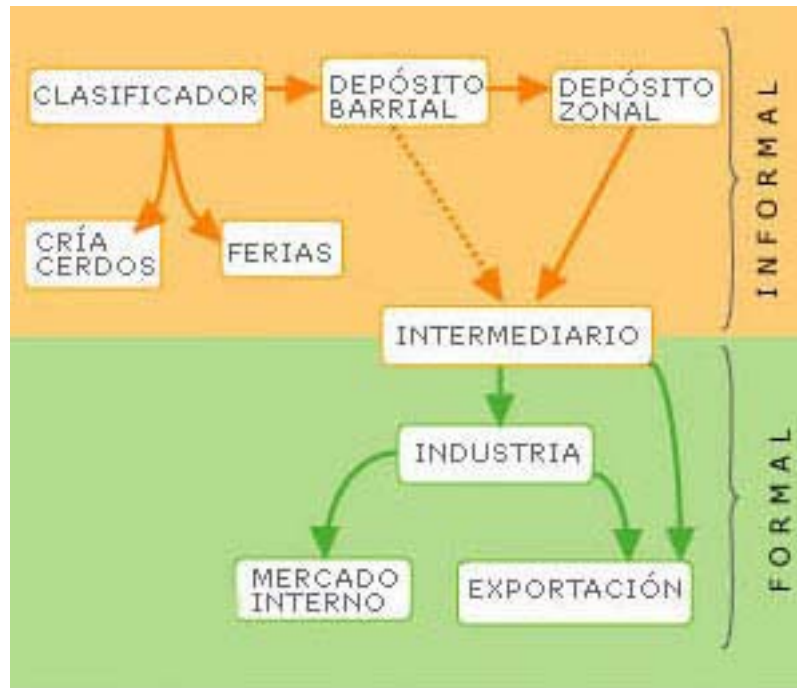 CLASIFICADOR
DEPÓSITO
BARRIAL
DEPÓSITO
ZONAL
CRÍA
CERDOS
FERIAS
INFORMAL
INTERMEDIARIO
INDUSTRIA
MERCADO
INTERNO
EXPORTACIÓN
FORMAL